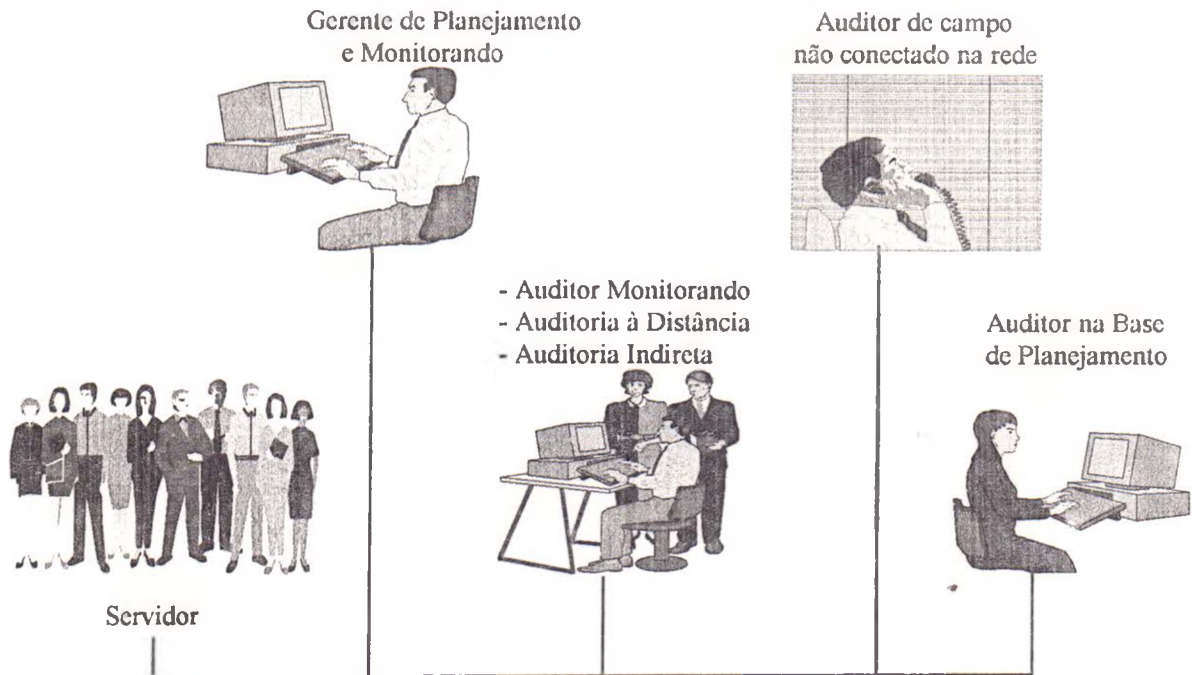 Gerente de Planejamento
e Monitorando
Auditor de campo
não conectado na rede
- Auditor Monitorando
- Auditoria à Distância
- Auditoria Indireta
Auditor na Base
de Planejamento
Servidor